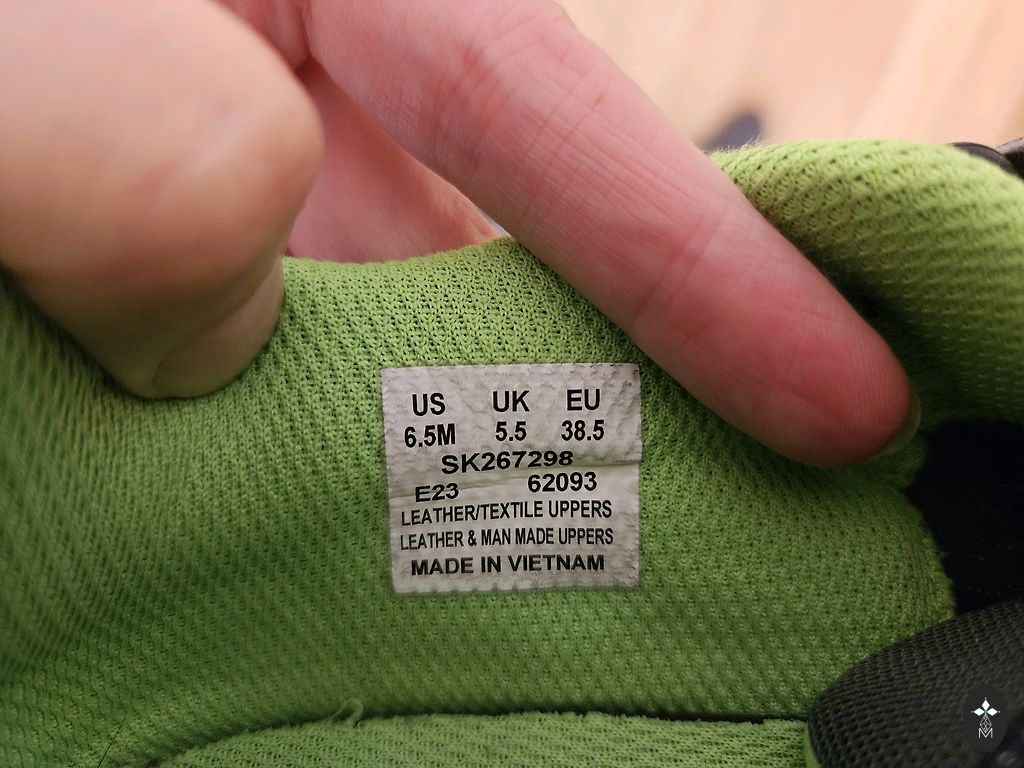 US UK EU
6.5M 5.5 38.5
SK267298
E23 62093
LEATHER/TEXTILE UPPERS
LEATHER & MAN MADE UPPERS
MADE IN VIETNAM
M